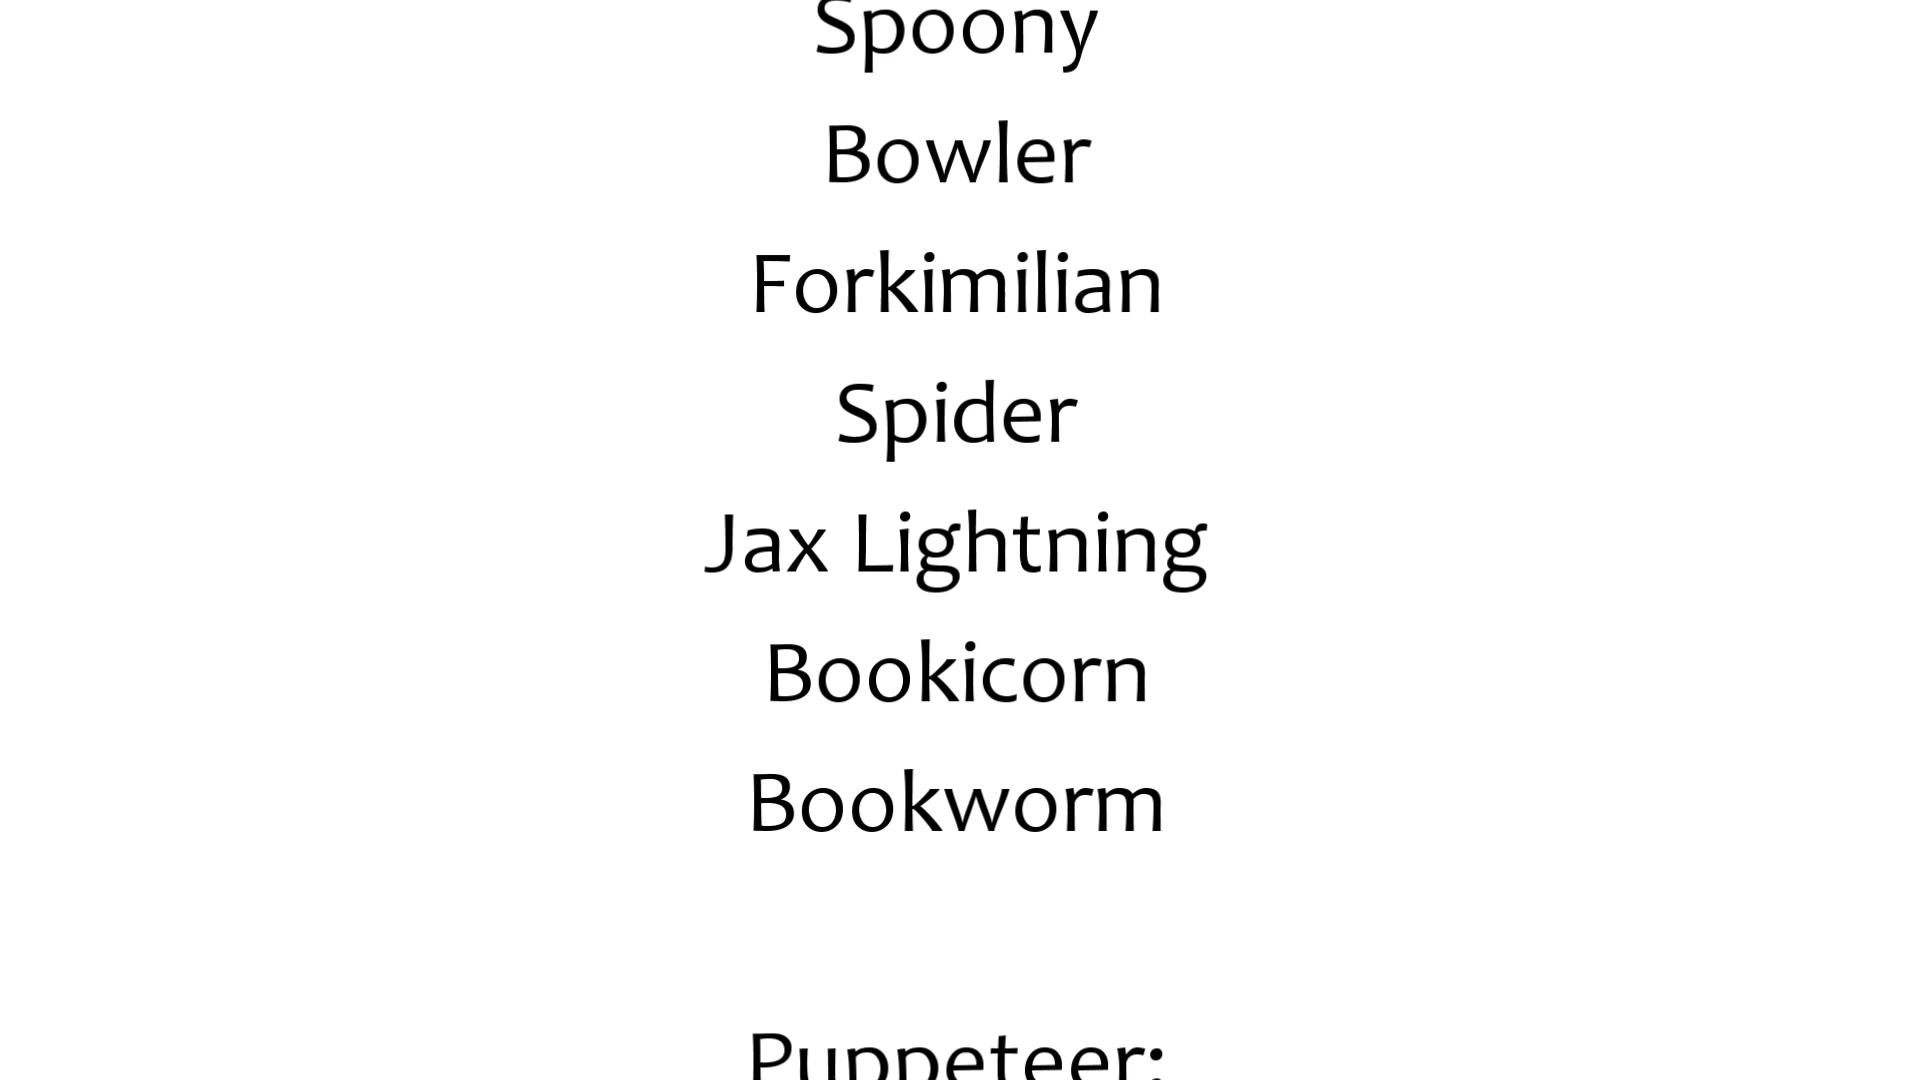 Spoony
Bowler
Forkimilian
Spider
Jax Lightning
Bookicorn
Bookworm
Puppeteer: